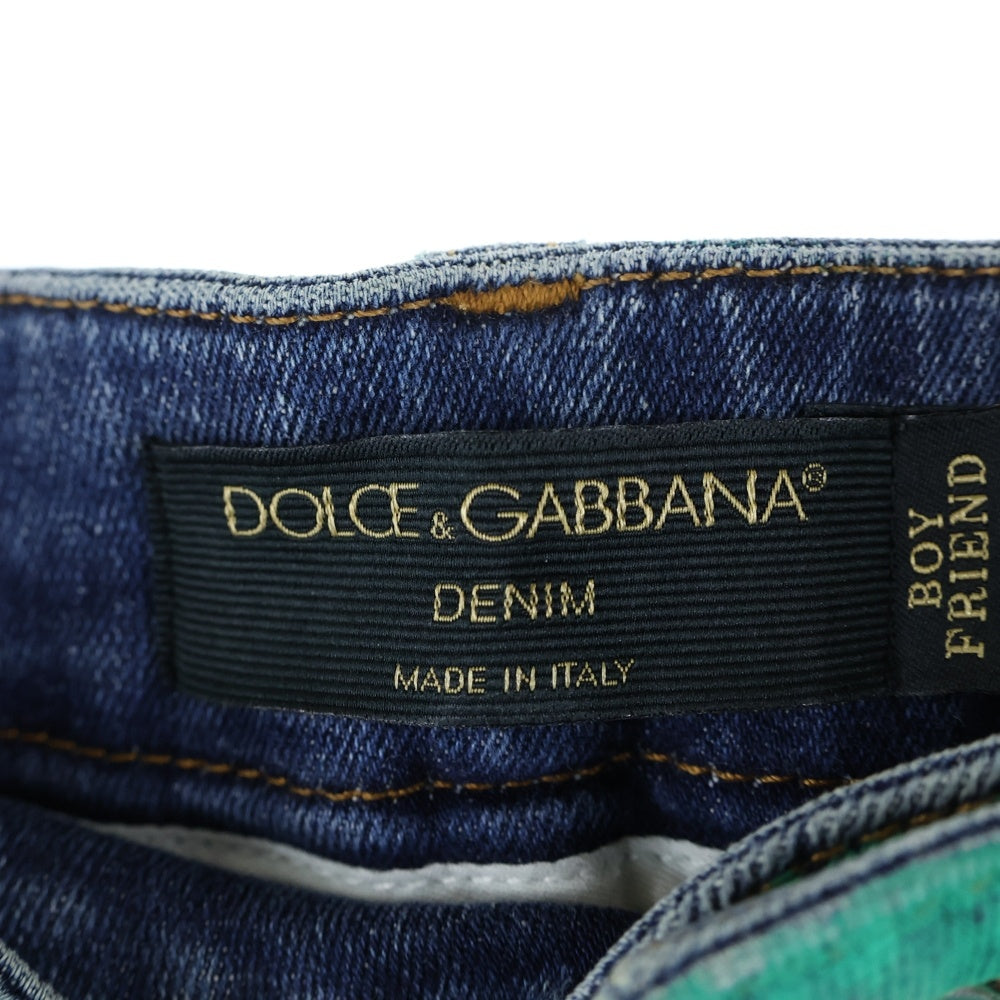 DOLCE & GABBANA®
DENIM
MADE IN ITALY
BOY
FRIEND